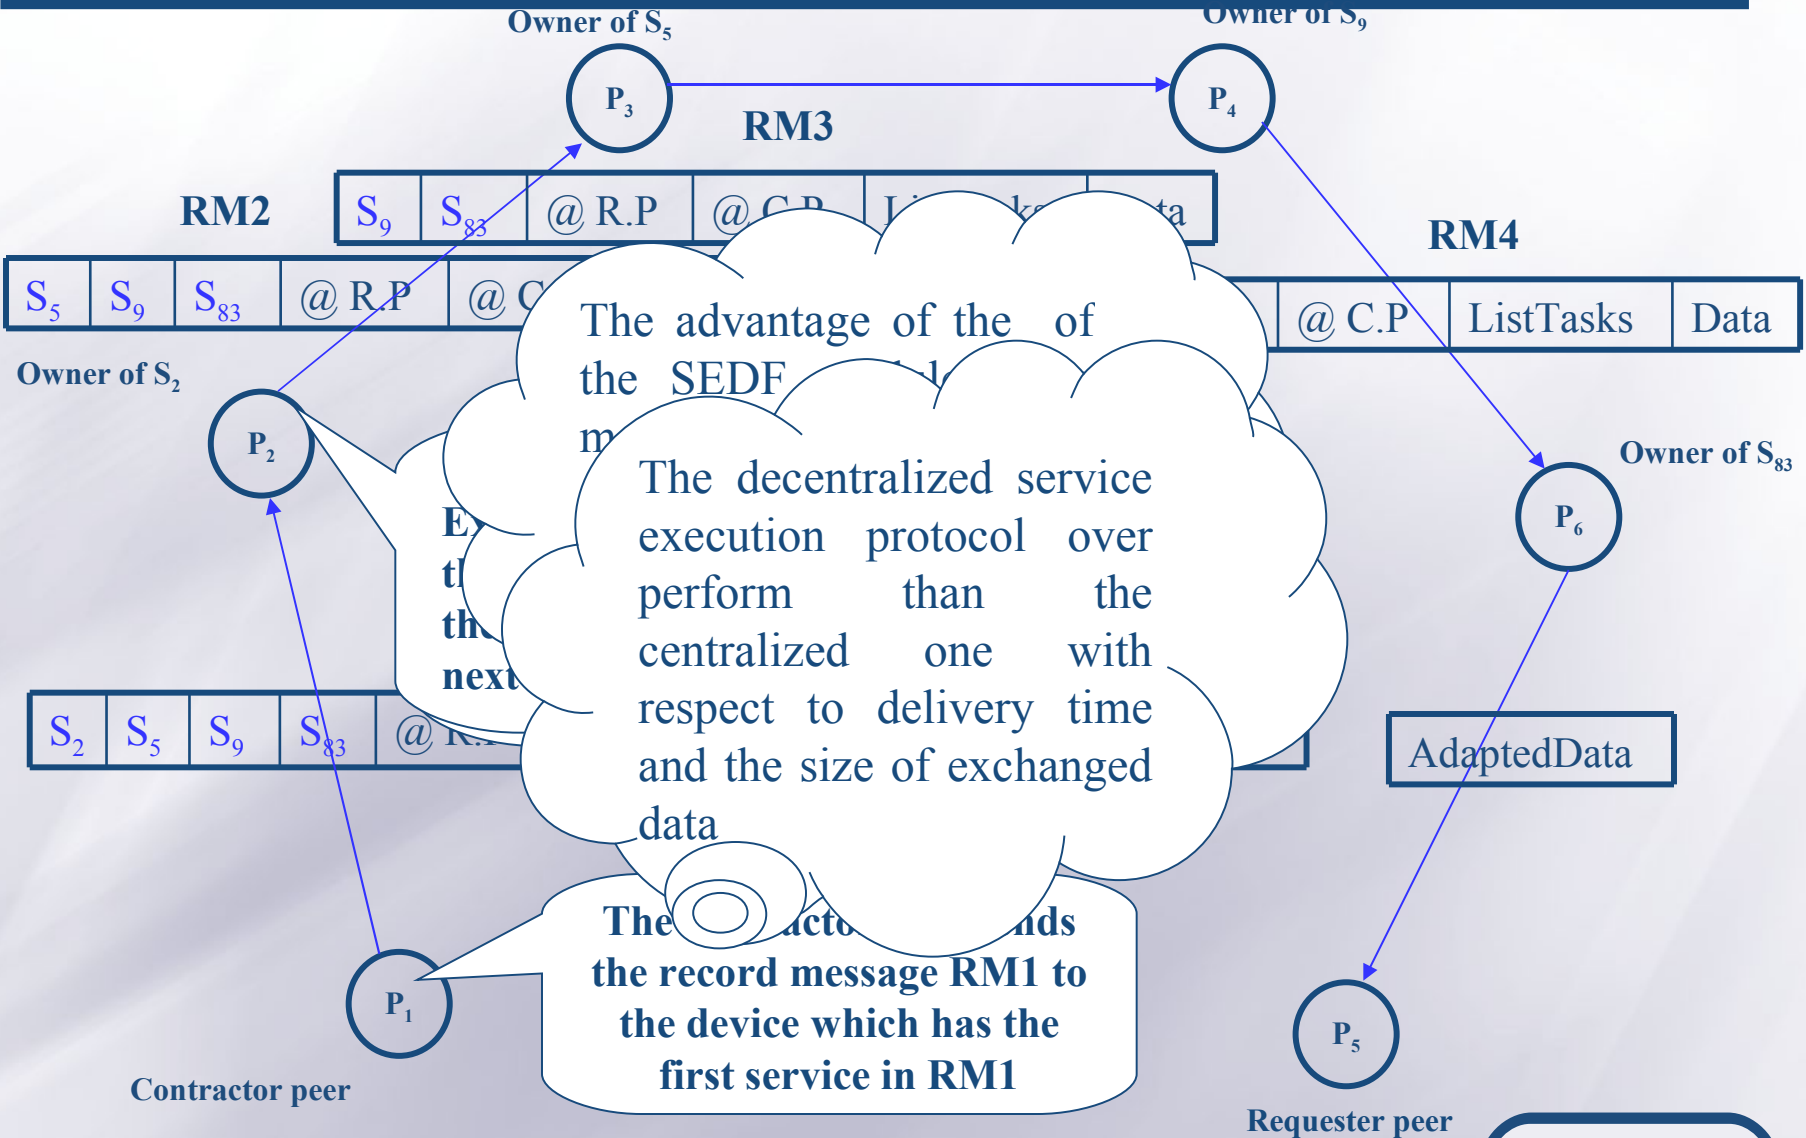 Owner of S5
Owner of S9
P3
P4
RM3
RM2
S9 S83 @ R.P @ C.P
RM4
S5 S9 S83 @ R.P @
@ C.P ListTasks Data
The advantage of the of
the SEDF
Owner of S2
P2
Owner of S83
P6
The decentralized service
execution protocol over
perform than the
centralized one with
respect to delivery time
and the size of exchanged
data
next
S2 S5 S9 S83 @
AdaptedData
The
the record message RM1 to
the device which has the
first service in RM1
P1
P5
Contractor peer
Requester peer